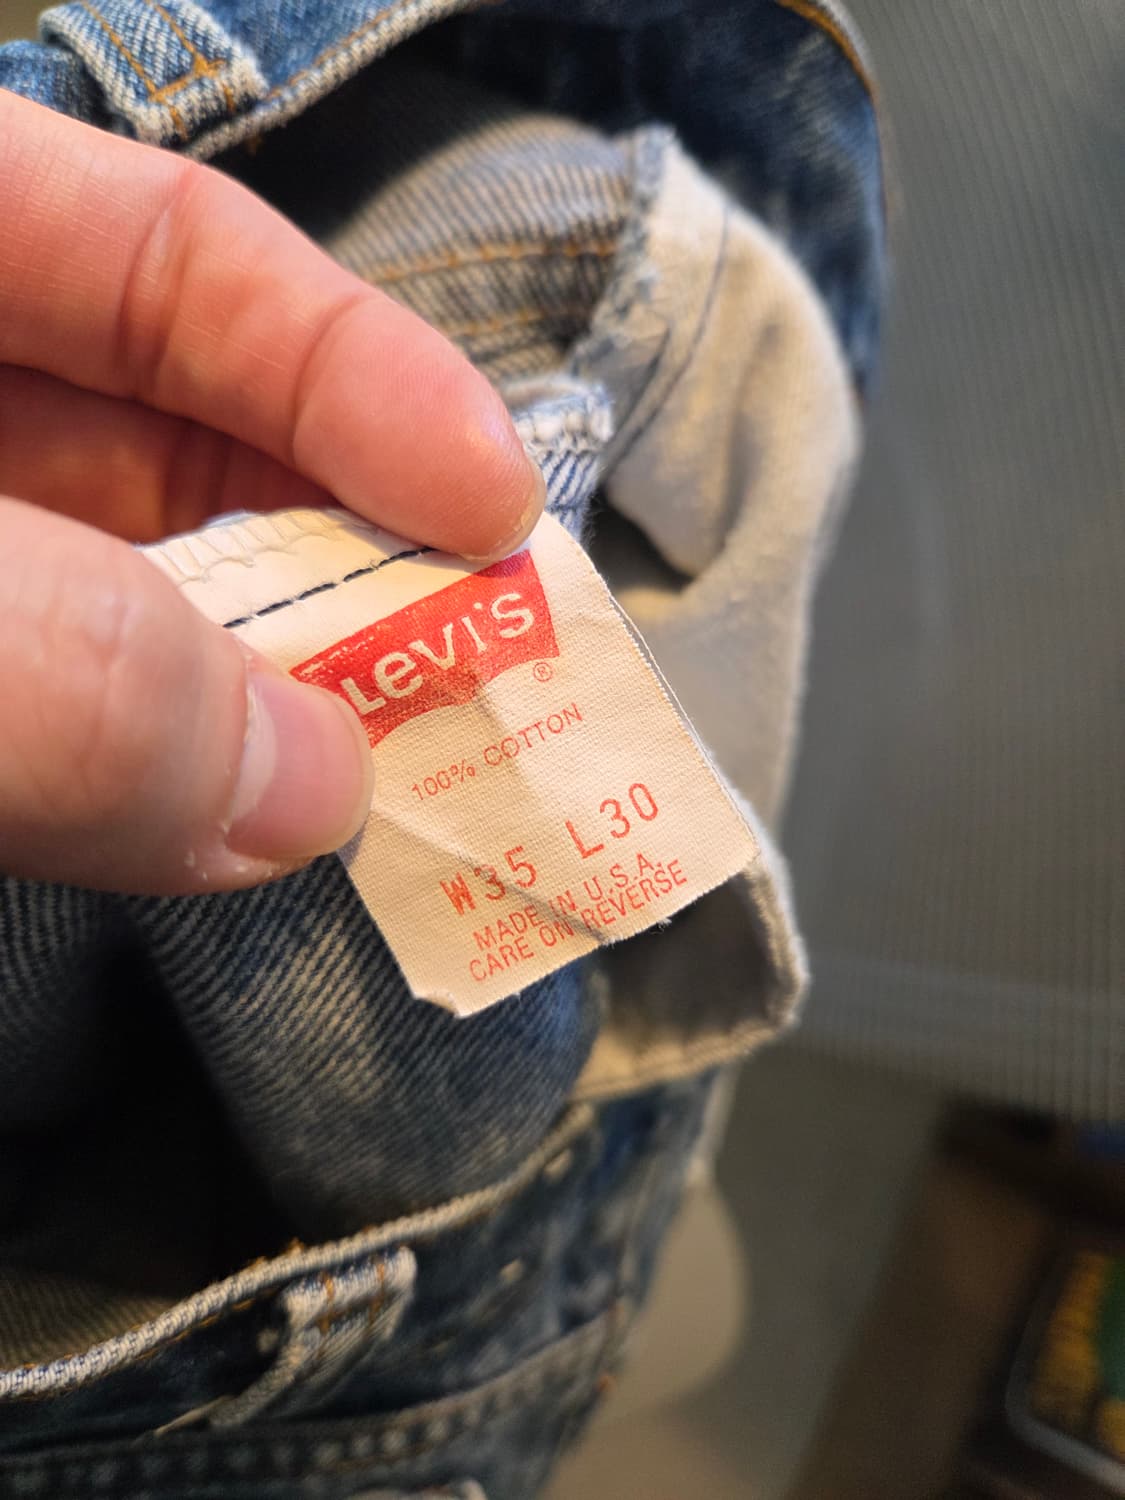 Levi's
®
100% COTTON
W35 L30
MADE IN U.S.A.
CARE ON REVERSE